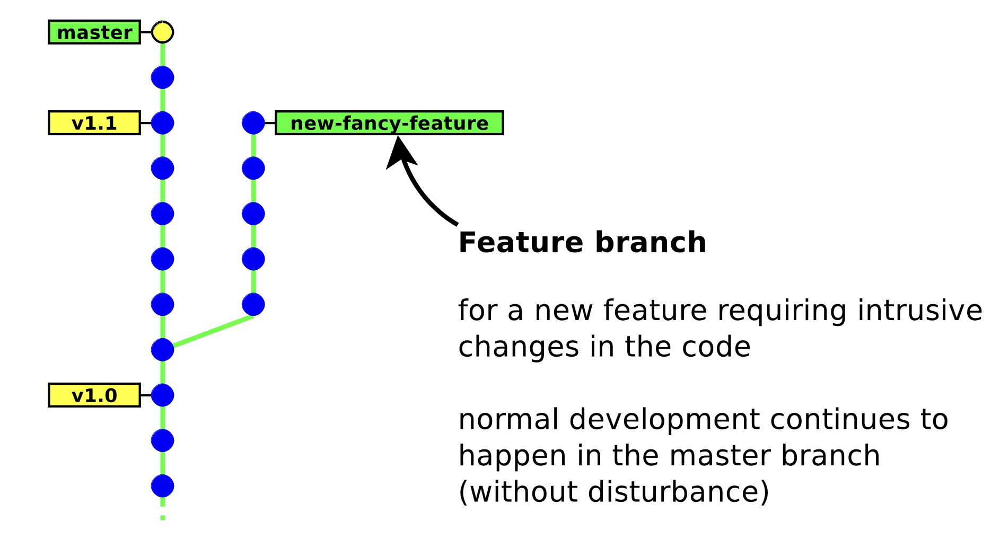 master
v1.1
new-fancy-feature
Feature branch
for a new feature requiring intrusive
changes in the code
v1.0
normal development continues to
happen in the master branch
(without disturbance)